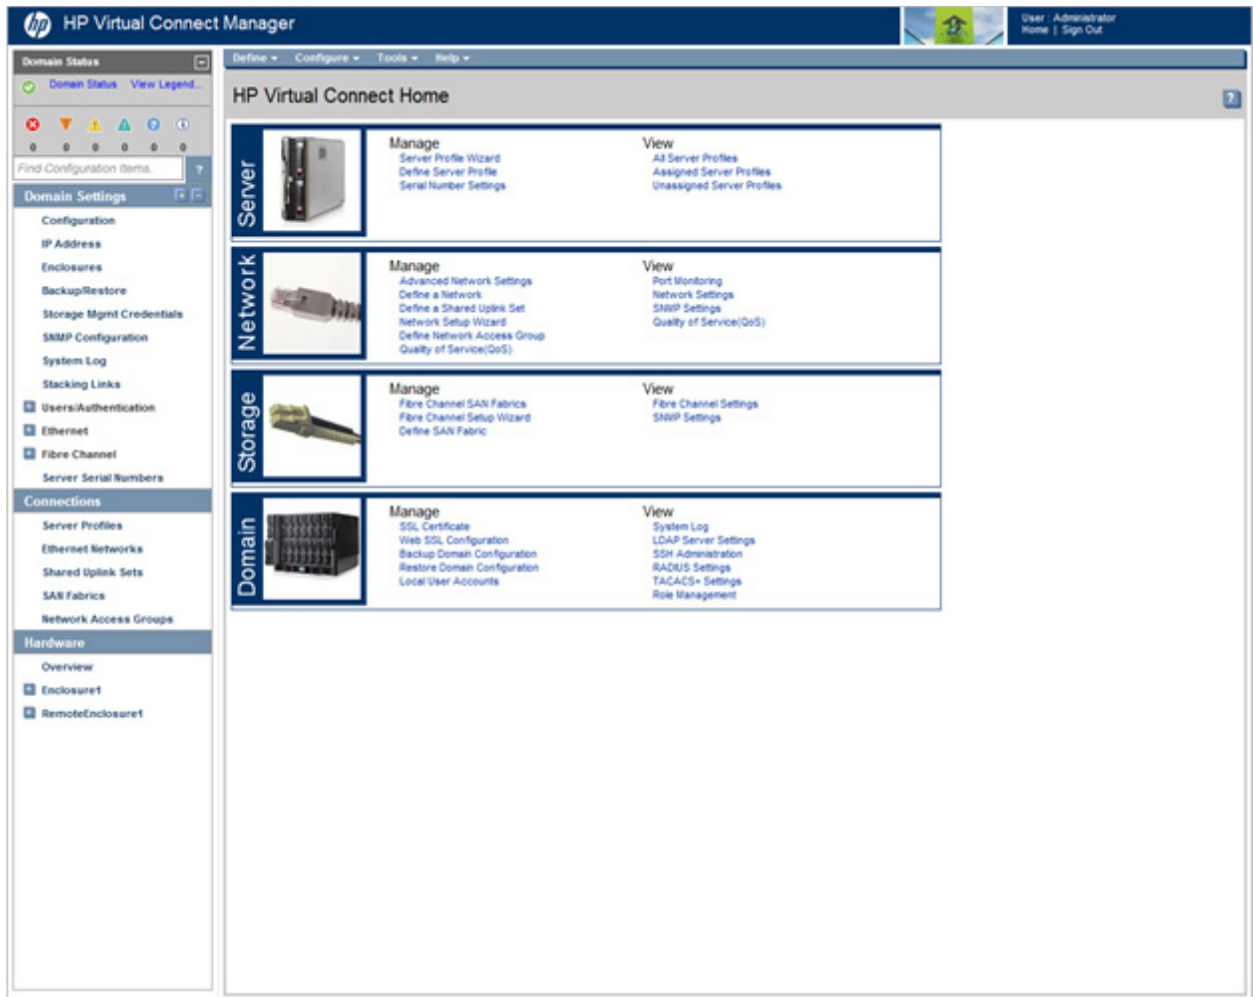 hp HP Virtual Connect Manager
User : Administrator
Home | Sign Out
Domain Status
Domain Status View Legend...
0 0 0 0 0 0
Find Configuration Items. ?
Domain Settings
Configuration
IP Address
Enclosures
Backup/Restore
Storage Mgmt Credentials
SNMP Configuration
System Log
Stacking Links
Users/Authentication
Ethernet
Fibre Channel
Server Serial Numbers
Connections
Server Profiles
Ethernet Networks
Shared Uplink Sets
SAN Fabrics
Network Access Groups
Hardware
Overview
Enclosure1
RemoteEnclosure1
Define Configure Tools Help
HP Virtual Connect Home
?
Server
Manage
Server Profile Wizard
Define Server Profile
Serial Number Settings
View
All Server Profiles
Assigned Server Profiles
Unassigned Server Profiles
Network
Manage
Advanced Network Settings
Define a Network
Define a Shared Uplink Set
Network Setup Wizard
Define Network Access Group
Quality of Service(QoS)
View
Port Monitoring
Network Settings
SNMP Settings
Quality of Service(QoS)
Storage
Manage
Fibre Channel SAN Fabrics
Fibre Channel Setup Wizard
Define SAN Fabric
View
Fibre Channel Settings
SNMP Settings
Domain
Manage
SSL Certificate
Web SSL Configuration
Backup Domain Configuration
Restore Domain Configuration
Local User Accounts
View
System Log
LDAP Server Settings
SSH Administration
RADIUS Settings
TACACS+ Settings
Role Management